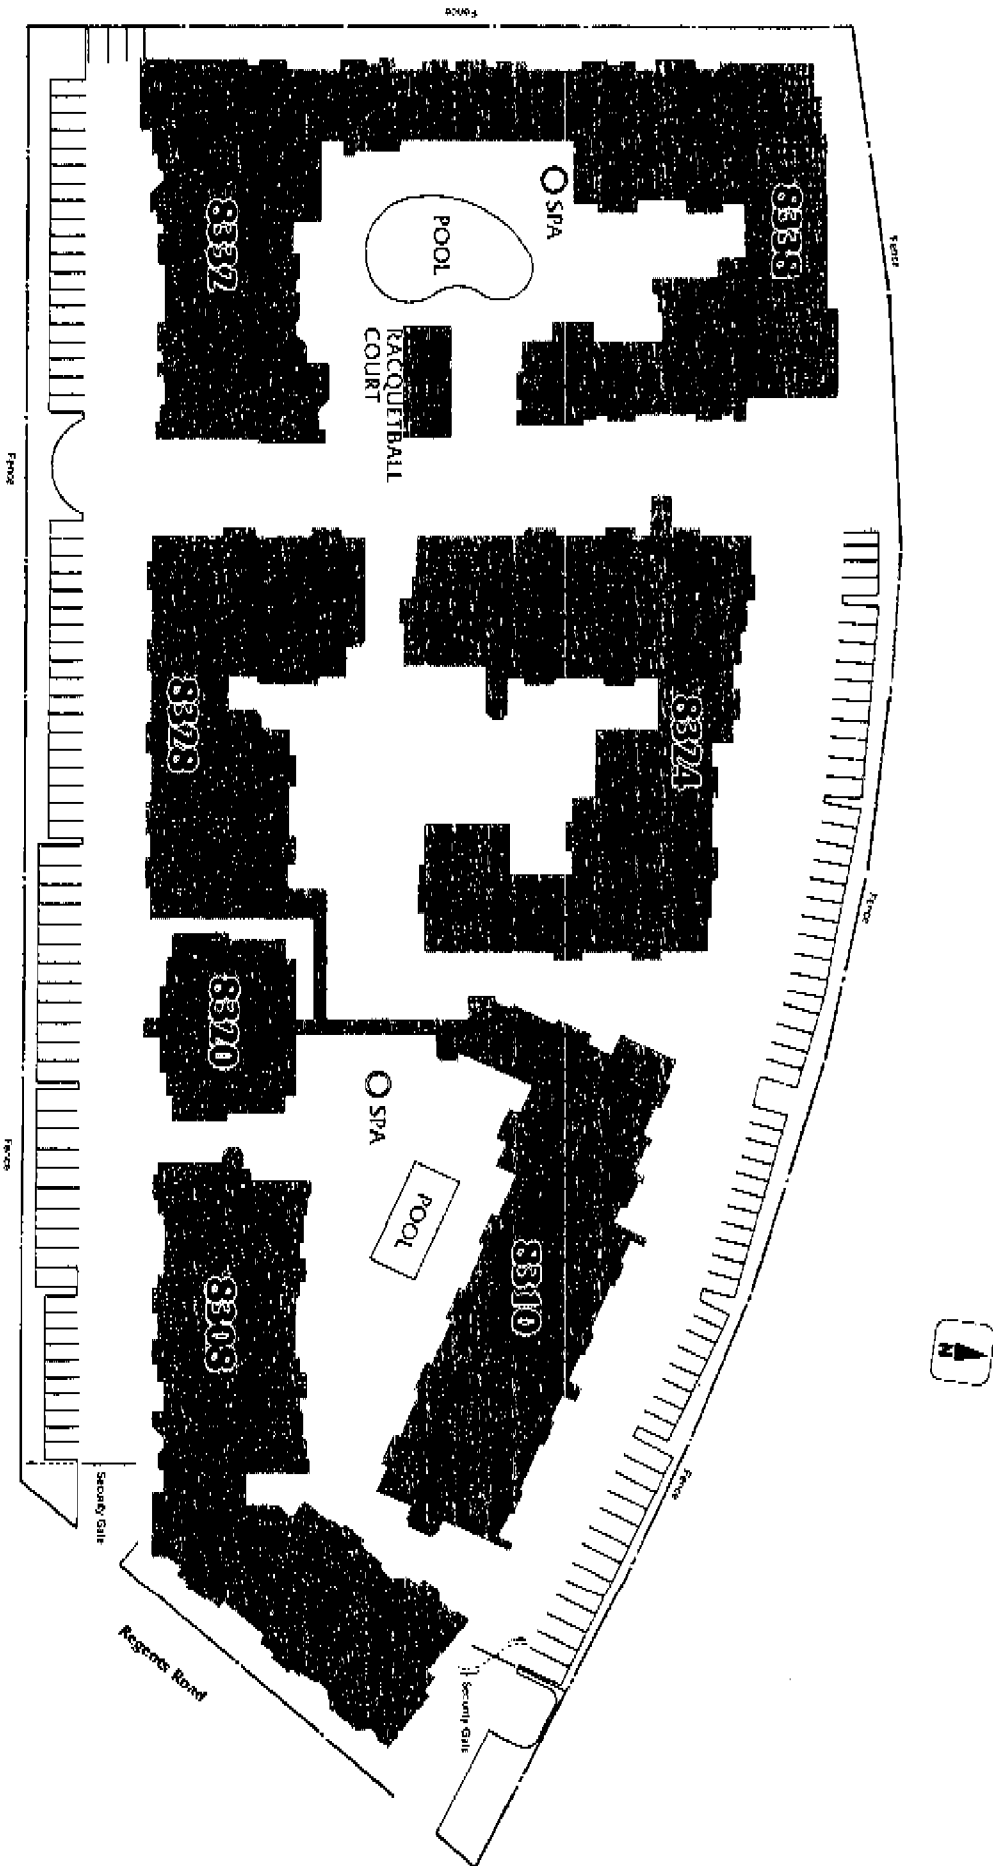 Fence
Fence
8332
POOL
SPA
8338
RACQUETBALL
COURT
Fence
8328
8324
Fence
8320
SPA
POOL
8310
8308
Fence
N
Fence
Security Gate
Security Gate
Regents Road